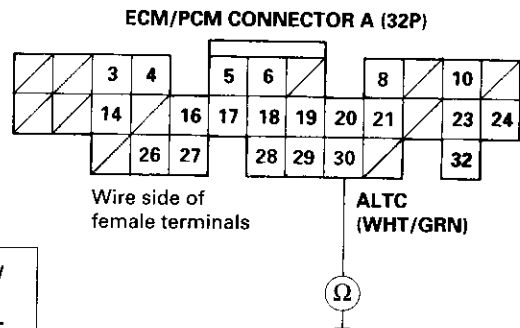 ECM/PCM CONNECTOR A (32P)
3 4 5 6 8 10
14 16 17 18 19 20 21 23 24
26 27 28 29 30 32
Wire side of
female terminals
ALTC
(WHT/GRN)
Ω